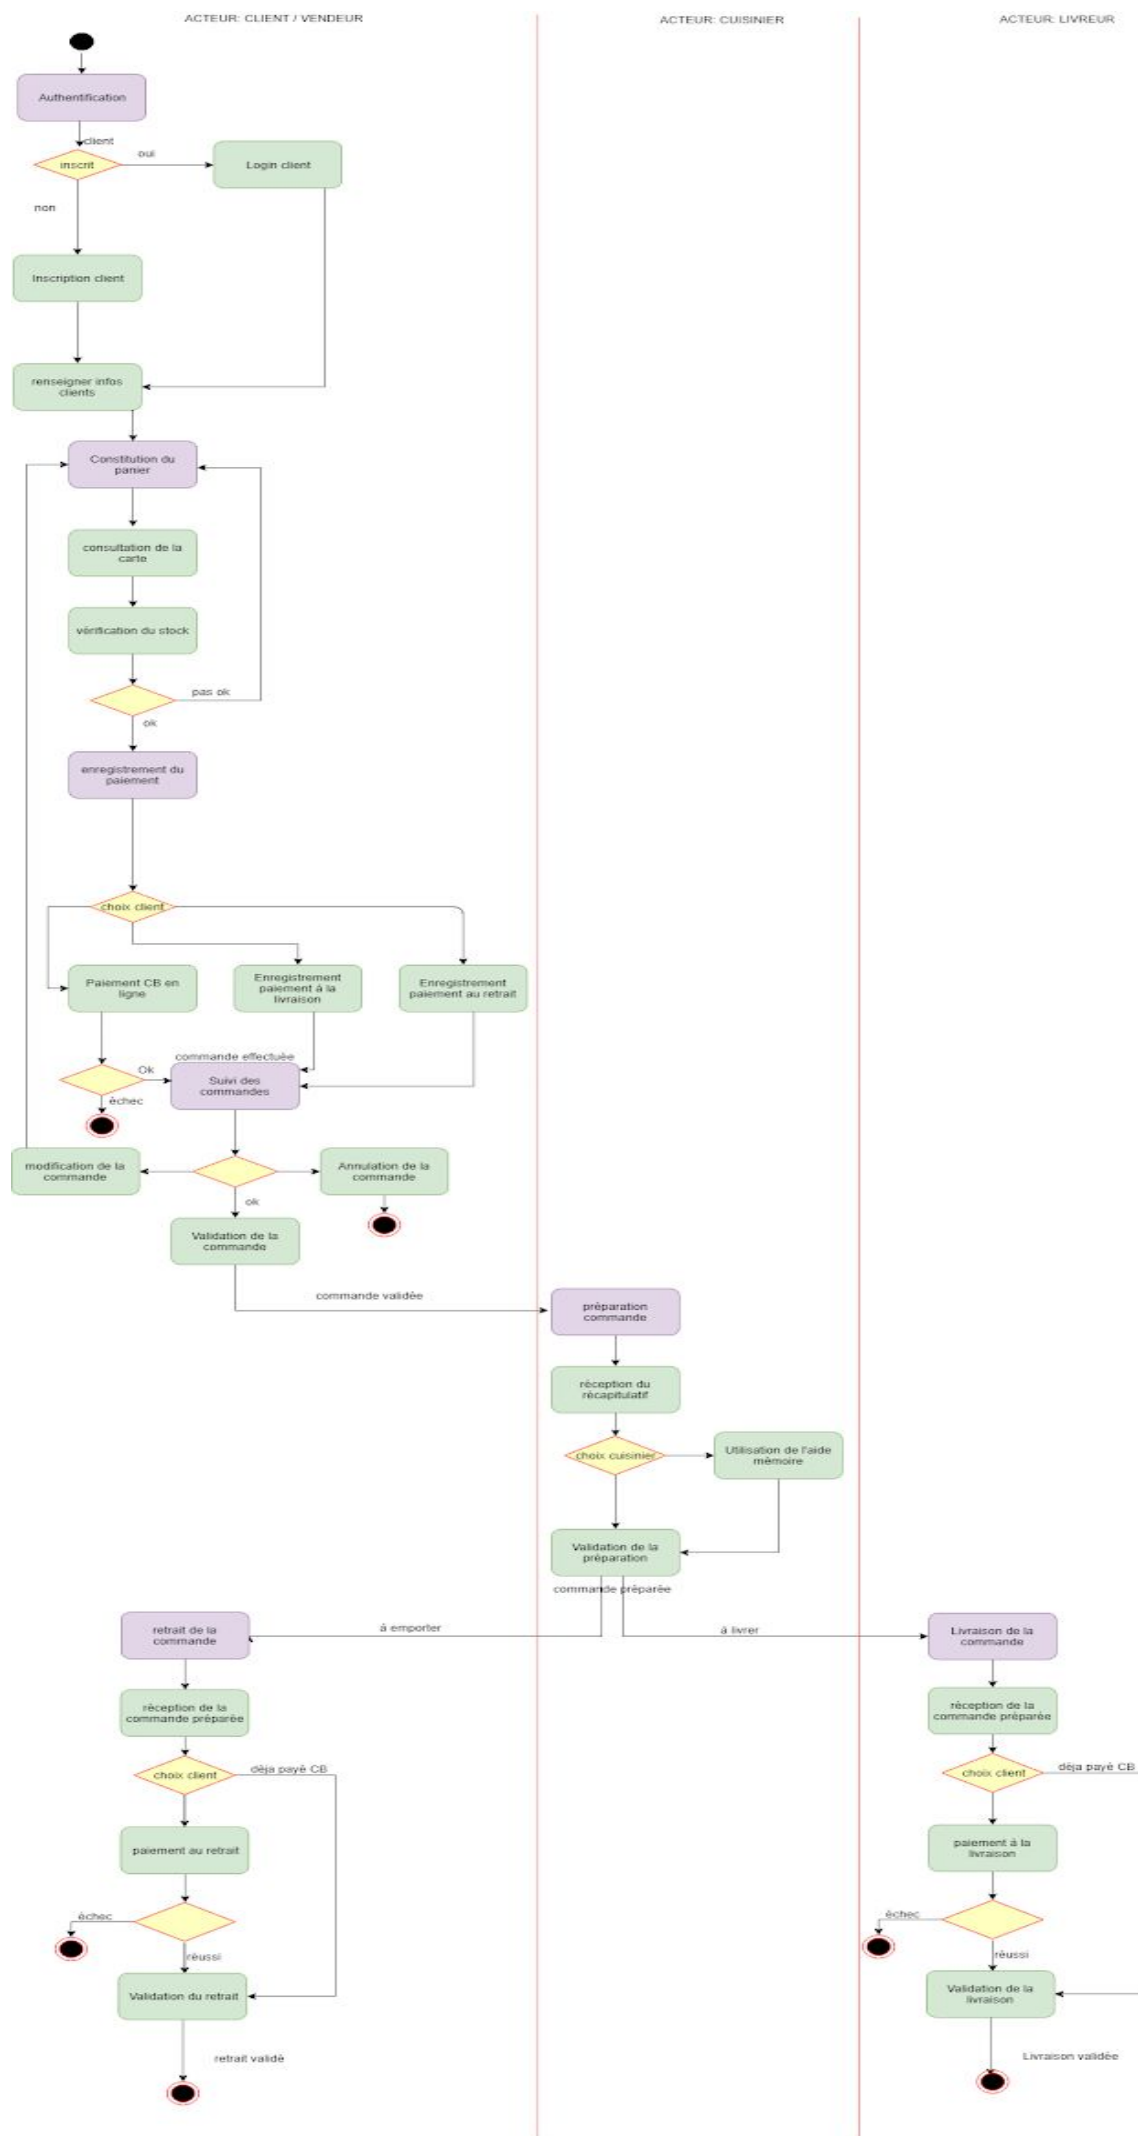 ACTEUR: CLIENT / VENDEUR
ACTEUR: CUISINIER
ACTEUR: LIVREUR
Authentification
client
inscrit
oui
Login client
non
Inscription client
renseigner infos
clients
Constitution du
panier
consultation de la
carte
vérification du stock
pas ok
ok
enregistrement du
paiement
choix client
Paiement CB en
ligne
Enregistrement
paiement à la
livraison
Enregistrement
paiement au retrait
commande effectuée
Ok
Suivi des
commandes
échec
modification de la
commande
Annulation de la
commande
ok
Validation de la
commande
commande validée
préparation
commande
réception du
récapitulatif
choix cuisinier
Utilisation de l'aide
mémoire
Validation de la
préparation
commande préparée
à emporter
à livrer
retrait de la
commande
Livraison de la
commande
réception de la
commande préparée
réception de la
commande préparée
choix client
déja payé CB
choix client
déja payé CB
paiement au retrait
paiement à la
livraison
échec
réussi
échec
réussi
Validation du retrait
Validation de la
livraison
retrait validé
Livraison validée